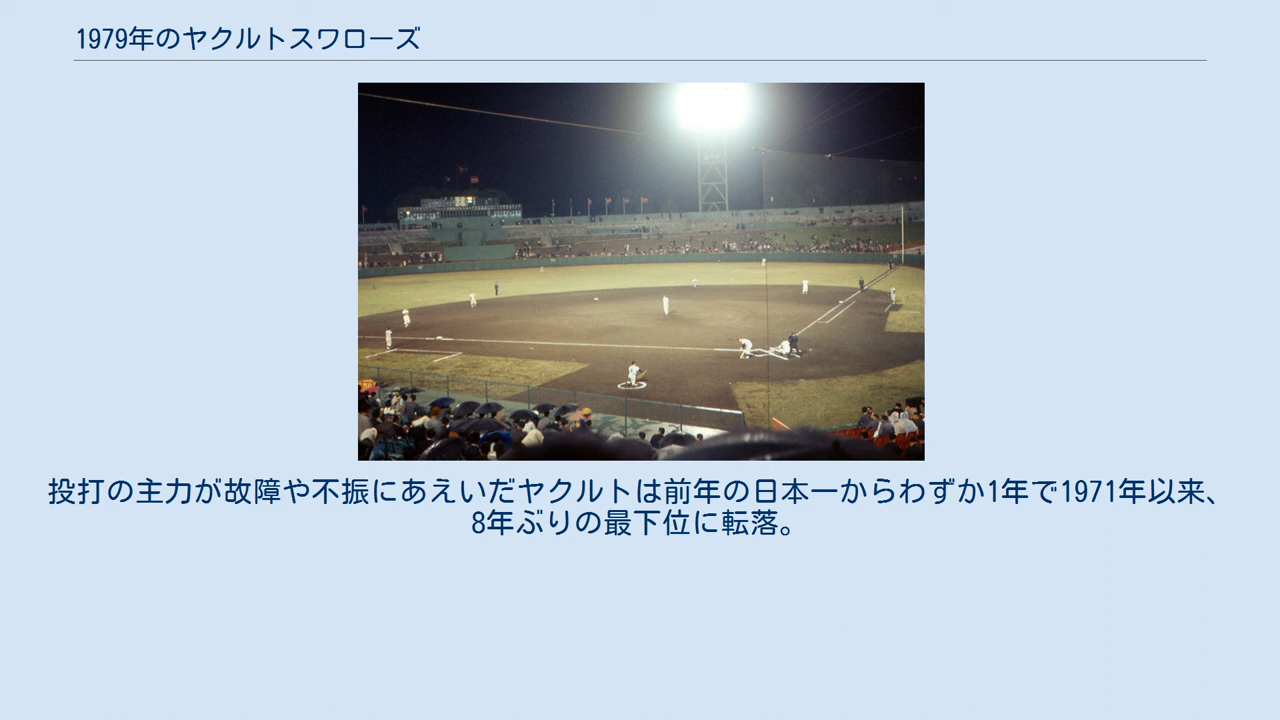 1979年のヤクルトスワローズ
投打の主力が故障や不振にあえいだヤクルトは前年の日本一からわずか1年で1971年以来、
8年ぶりの最下位に転落。